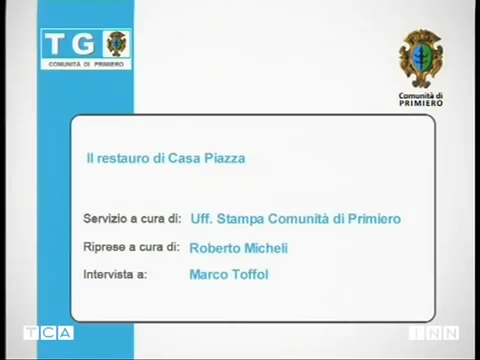 TG
COMUNITÀ DI PRIMIERO
Comunità di
PRIMIERO
Il restauro di Casa Piazza
Servizio a cura di: Uff. Stampa Comunità di Primiero
Riprese a cura di: Roberto Micheli
Intervista a: Marco Toffol
TCA
INN